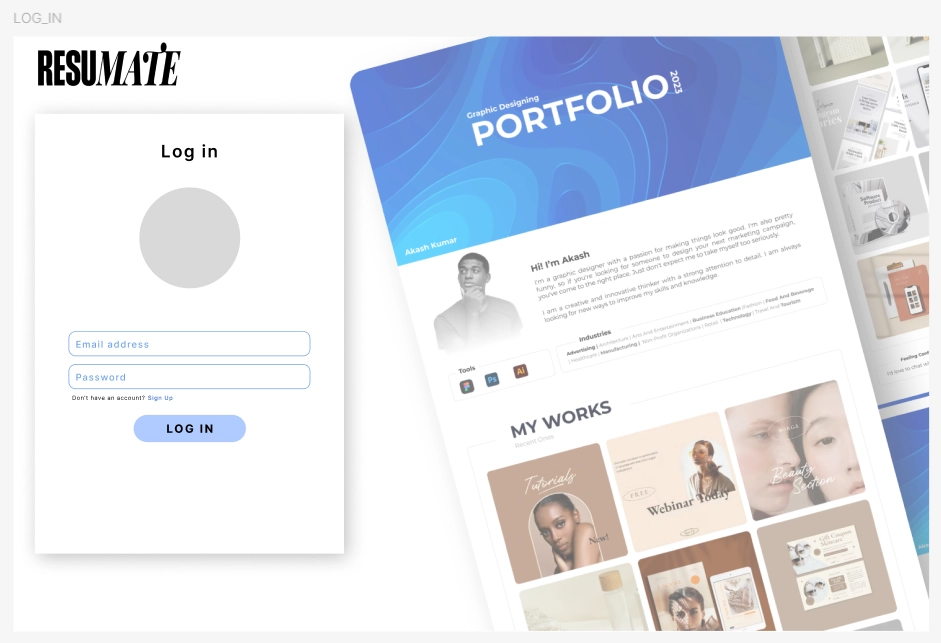 LOG_IN
RESUMATE
Log in
Email address
Password
Don't have an account? Sign Up
LOG IN
Graphic Designing
PORTFOLIO
2023
Akash Kumar
Hi! I'm Akash
I'm a graphic designer with a passion for making things look good. I'm also pretty
funny, so if you're looking for someone to design your next marketing campaign,
you've come to the right place. Just don't expect me to take myself too seriously.
I am a creative and innovative thinker with a strong attention to detail. I am always
looking for new ways to improve my skills and knowledge.
Industries
Advertising | Architecture | Arts And Entertainment | Business Education |Fashion | Food And Beverage
| Healthcare | Manufacturing | Non-Profit Organizations | Retail | Technology | Travel And Tourism
Tools
Ps
Ai
MY WORKS
Recent Ones
Tutorials
New!
FREE
Webinar Today
Beauty
Section
Software
Product
Gift Coupon
Feeling